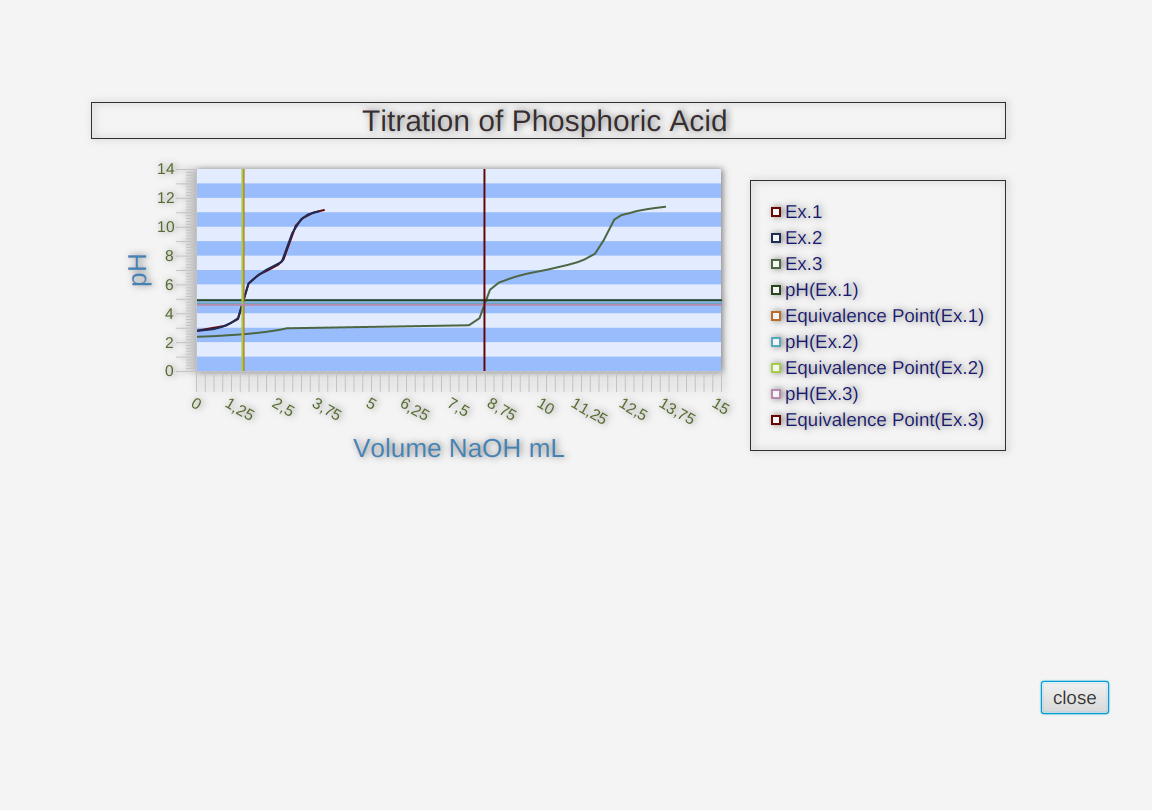 Titration of Phosphoric Acid
14
12
10
8
6
4
2
0
pH
0
1,25
2,5
3,75
5
6,25
7,5
8,75
10
11,25
12,5
13,75
15
Volume NaOH mL
Ex.1
Ex.2
Ex.3
pH(Ex.1)
Equivalence Point(Ex.1)
pH(Ex.2)
Equivalence Point(Ex.2)
pH(Ex.3)
Equivalence Point(Ex.3)
close